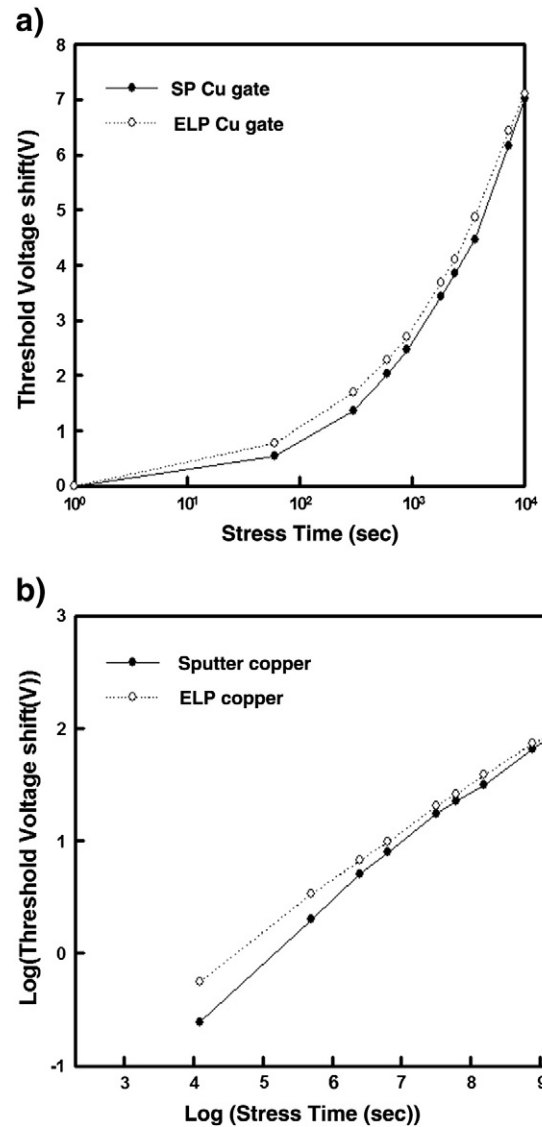 a)
8
7
6
5
4
3
2
1
0
Threshold Voltage shift(V)
SP Cu gate
ELP Cu gate
10⁰ 10¹ 10² 10³ 10⁴
Stress Time (sec)
b)
3
2
1
0
-1
Log(Threshold Voltage shift(V))
Sputter copper
ELP copper
3 4 5 6 7 8 9
Log (Stress Time (sec))